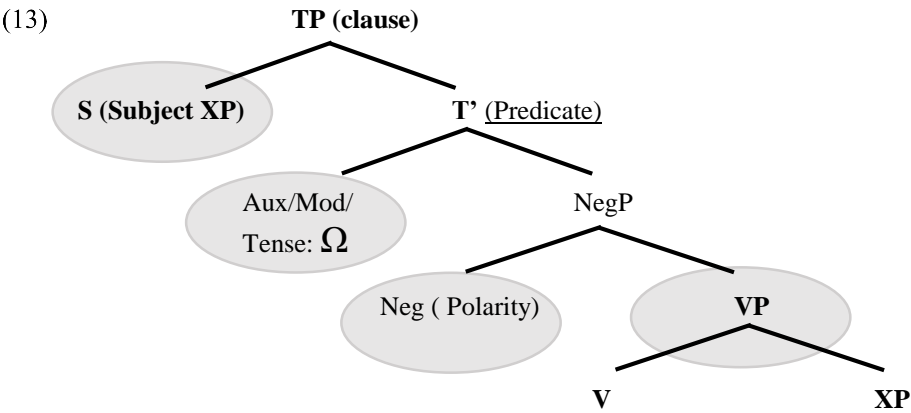 (13)
TP (clause)
S (Subject XP)
T’ (Predicate)
Aux/Mod/
Tense: Ω
NegP
Neg ( Polarity)
VP
V
XP